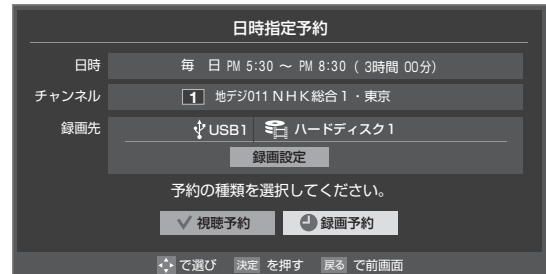 日時指定予約
日時 毎 日 PM 5:30 ～ PM 8:30 ( 3時間 00分)
チャンネル 1 地デジ011 ＮＨＫ総合１・東京
録画先 USB1 ハードディスク1
録画設定
予約の種類を選択してください。
視聴予約 録画予約
で選び 決定 を押す 戻る で前画面